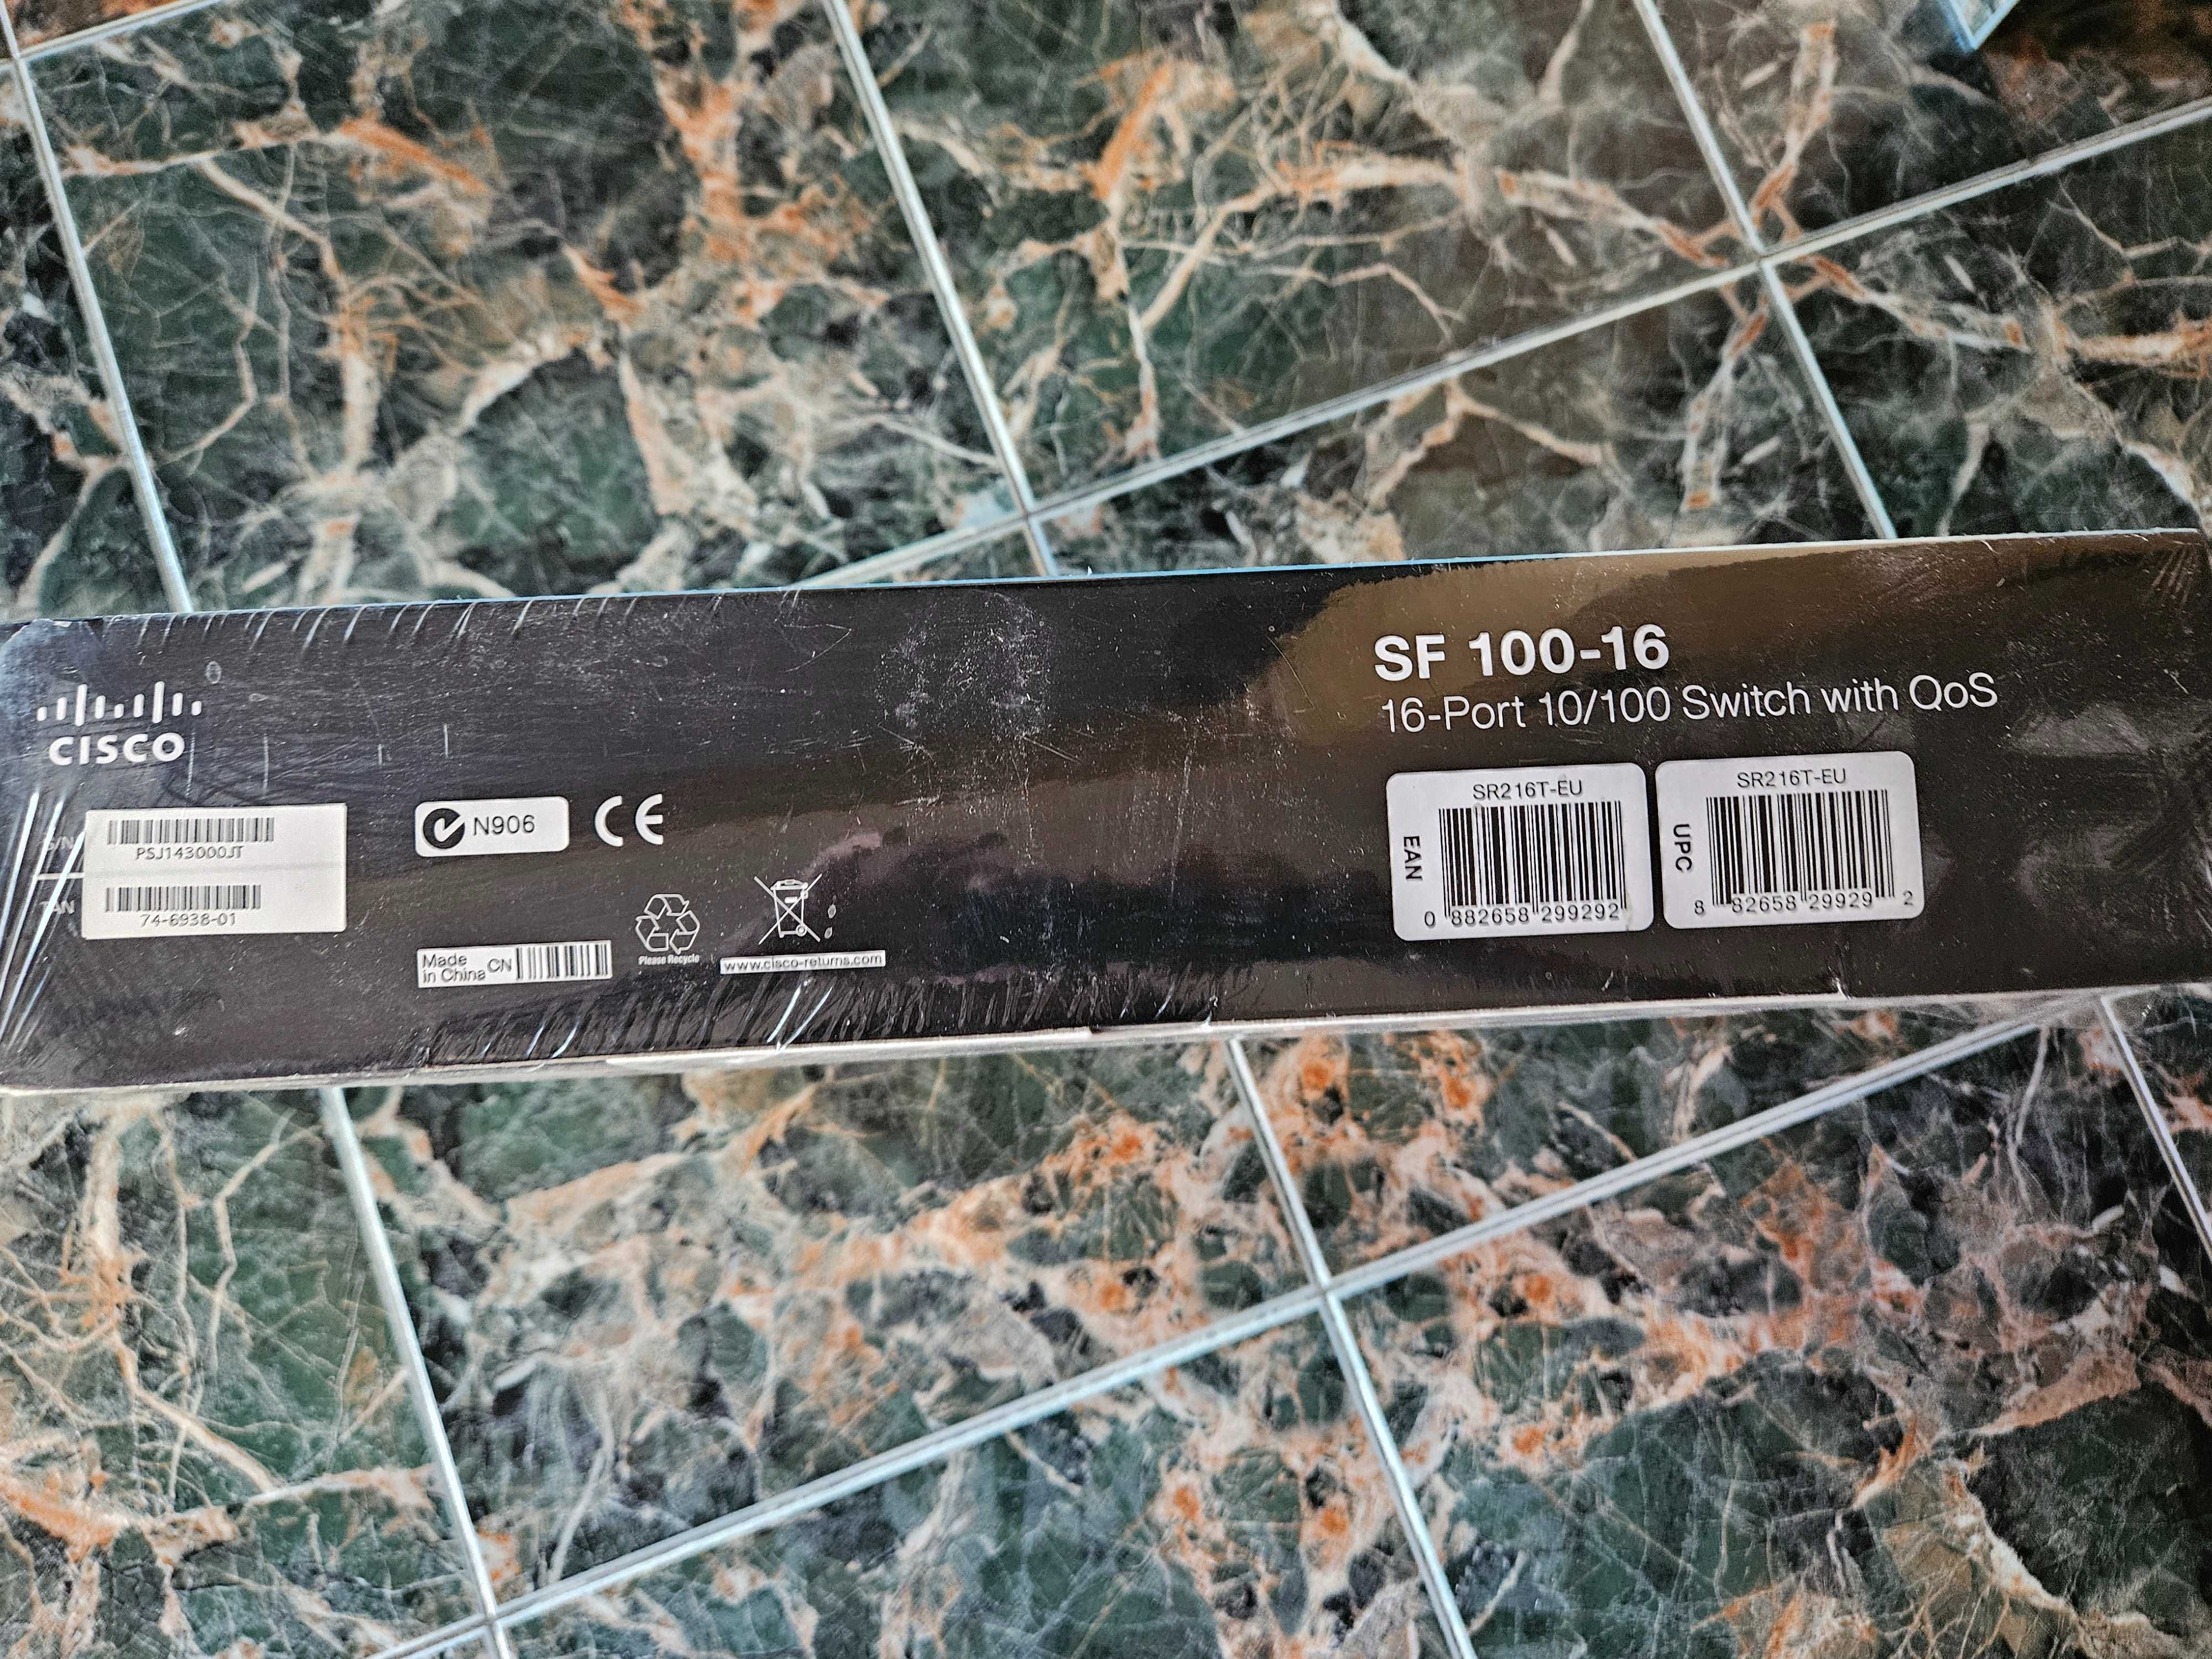 CISCO
S/N
PSJ143000JT
TAN
74-6938-01
N906
CE
Made
in China CN
Please Recycle
www.cisco-returns.com
SF 100-16
16-Port 10/100 Switch with QoS
SR216T-EU
EAN
0 882658 299292
SR216T-EU
UPC
8 82658 29929 2